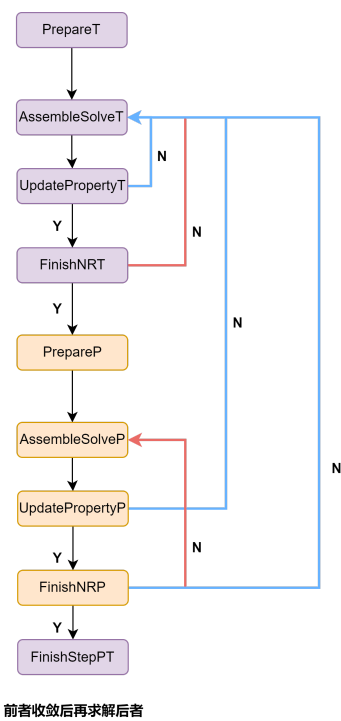 PrepareT
AssembleSolveT
UpdatePropertyT
N
Y
N
FinishNRT
Y
N
PrepareP
AssembleSolveP
N
UpdatePropertyP
N
Y
FinishNRP
Y
FinishStepPT
前者收敛后再求解后者